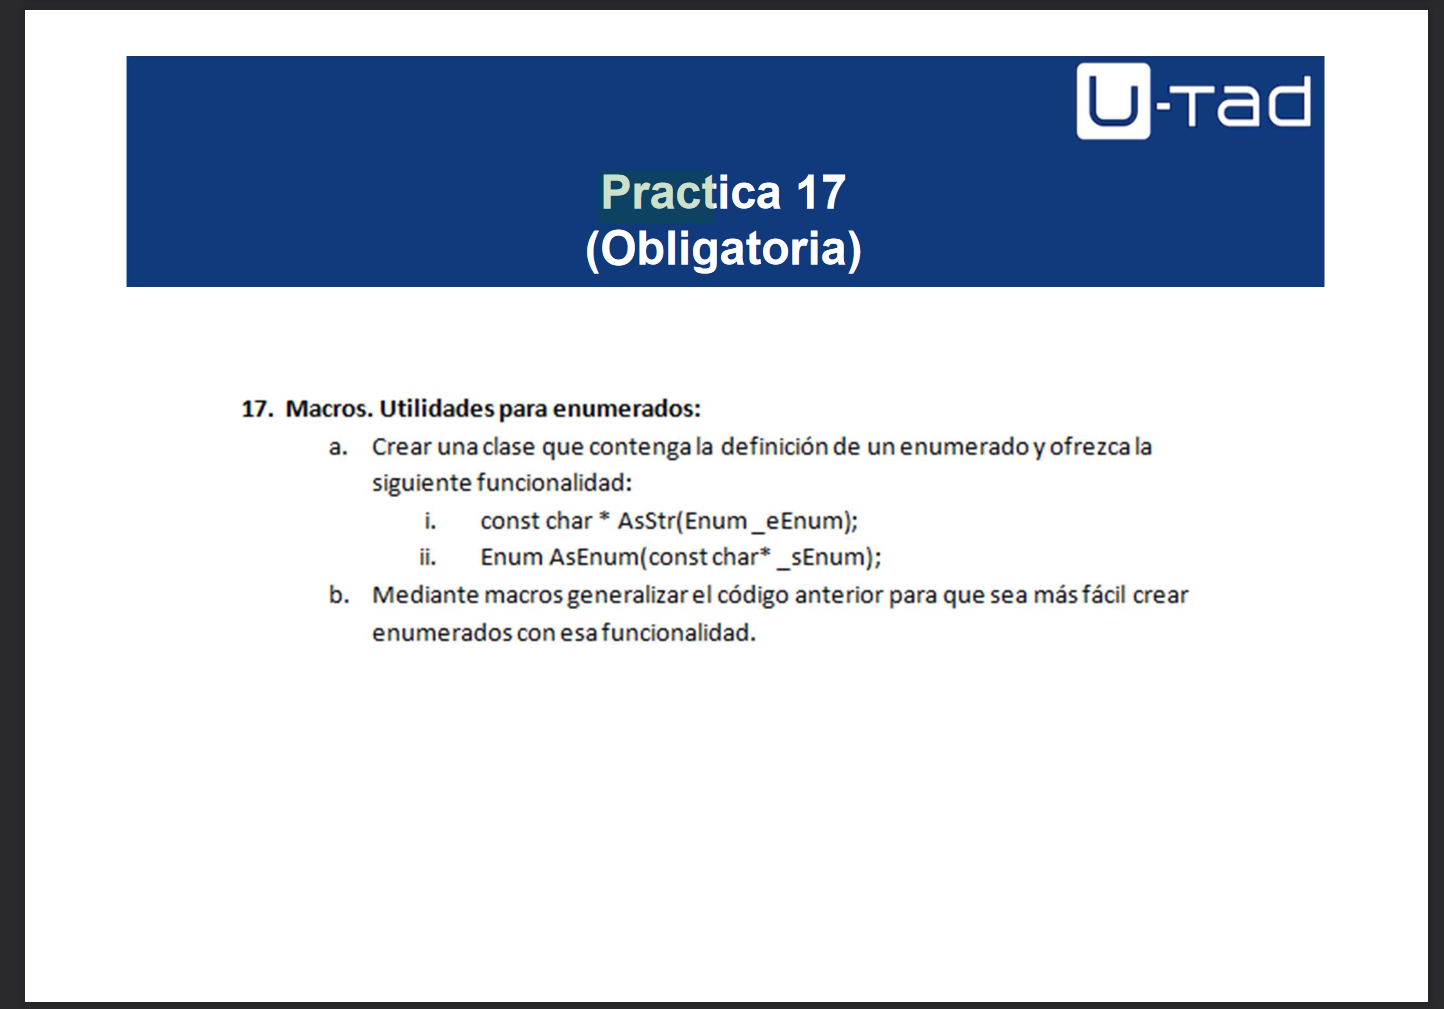 U-Tad
Practica 17
(Obligatoria)
17. Macros. Utilidades para enumerados:
a. Crear una clase que contenga la definición de un enumerado y ofrezca la
siguiente funcionalidad:
i. const char * AsStr(Enum _eEnum);
ii. Enum AsEnum(const char* _sEnum);
b. Mediante macros generalizar el código anterior para que sea más fácil crear
enumerados con esa funcionalidad.